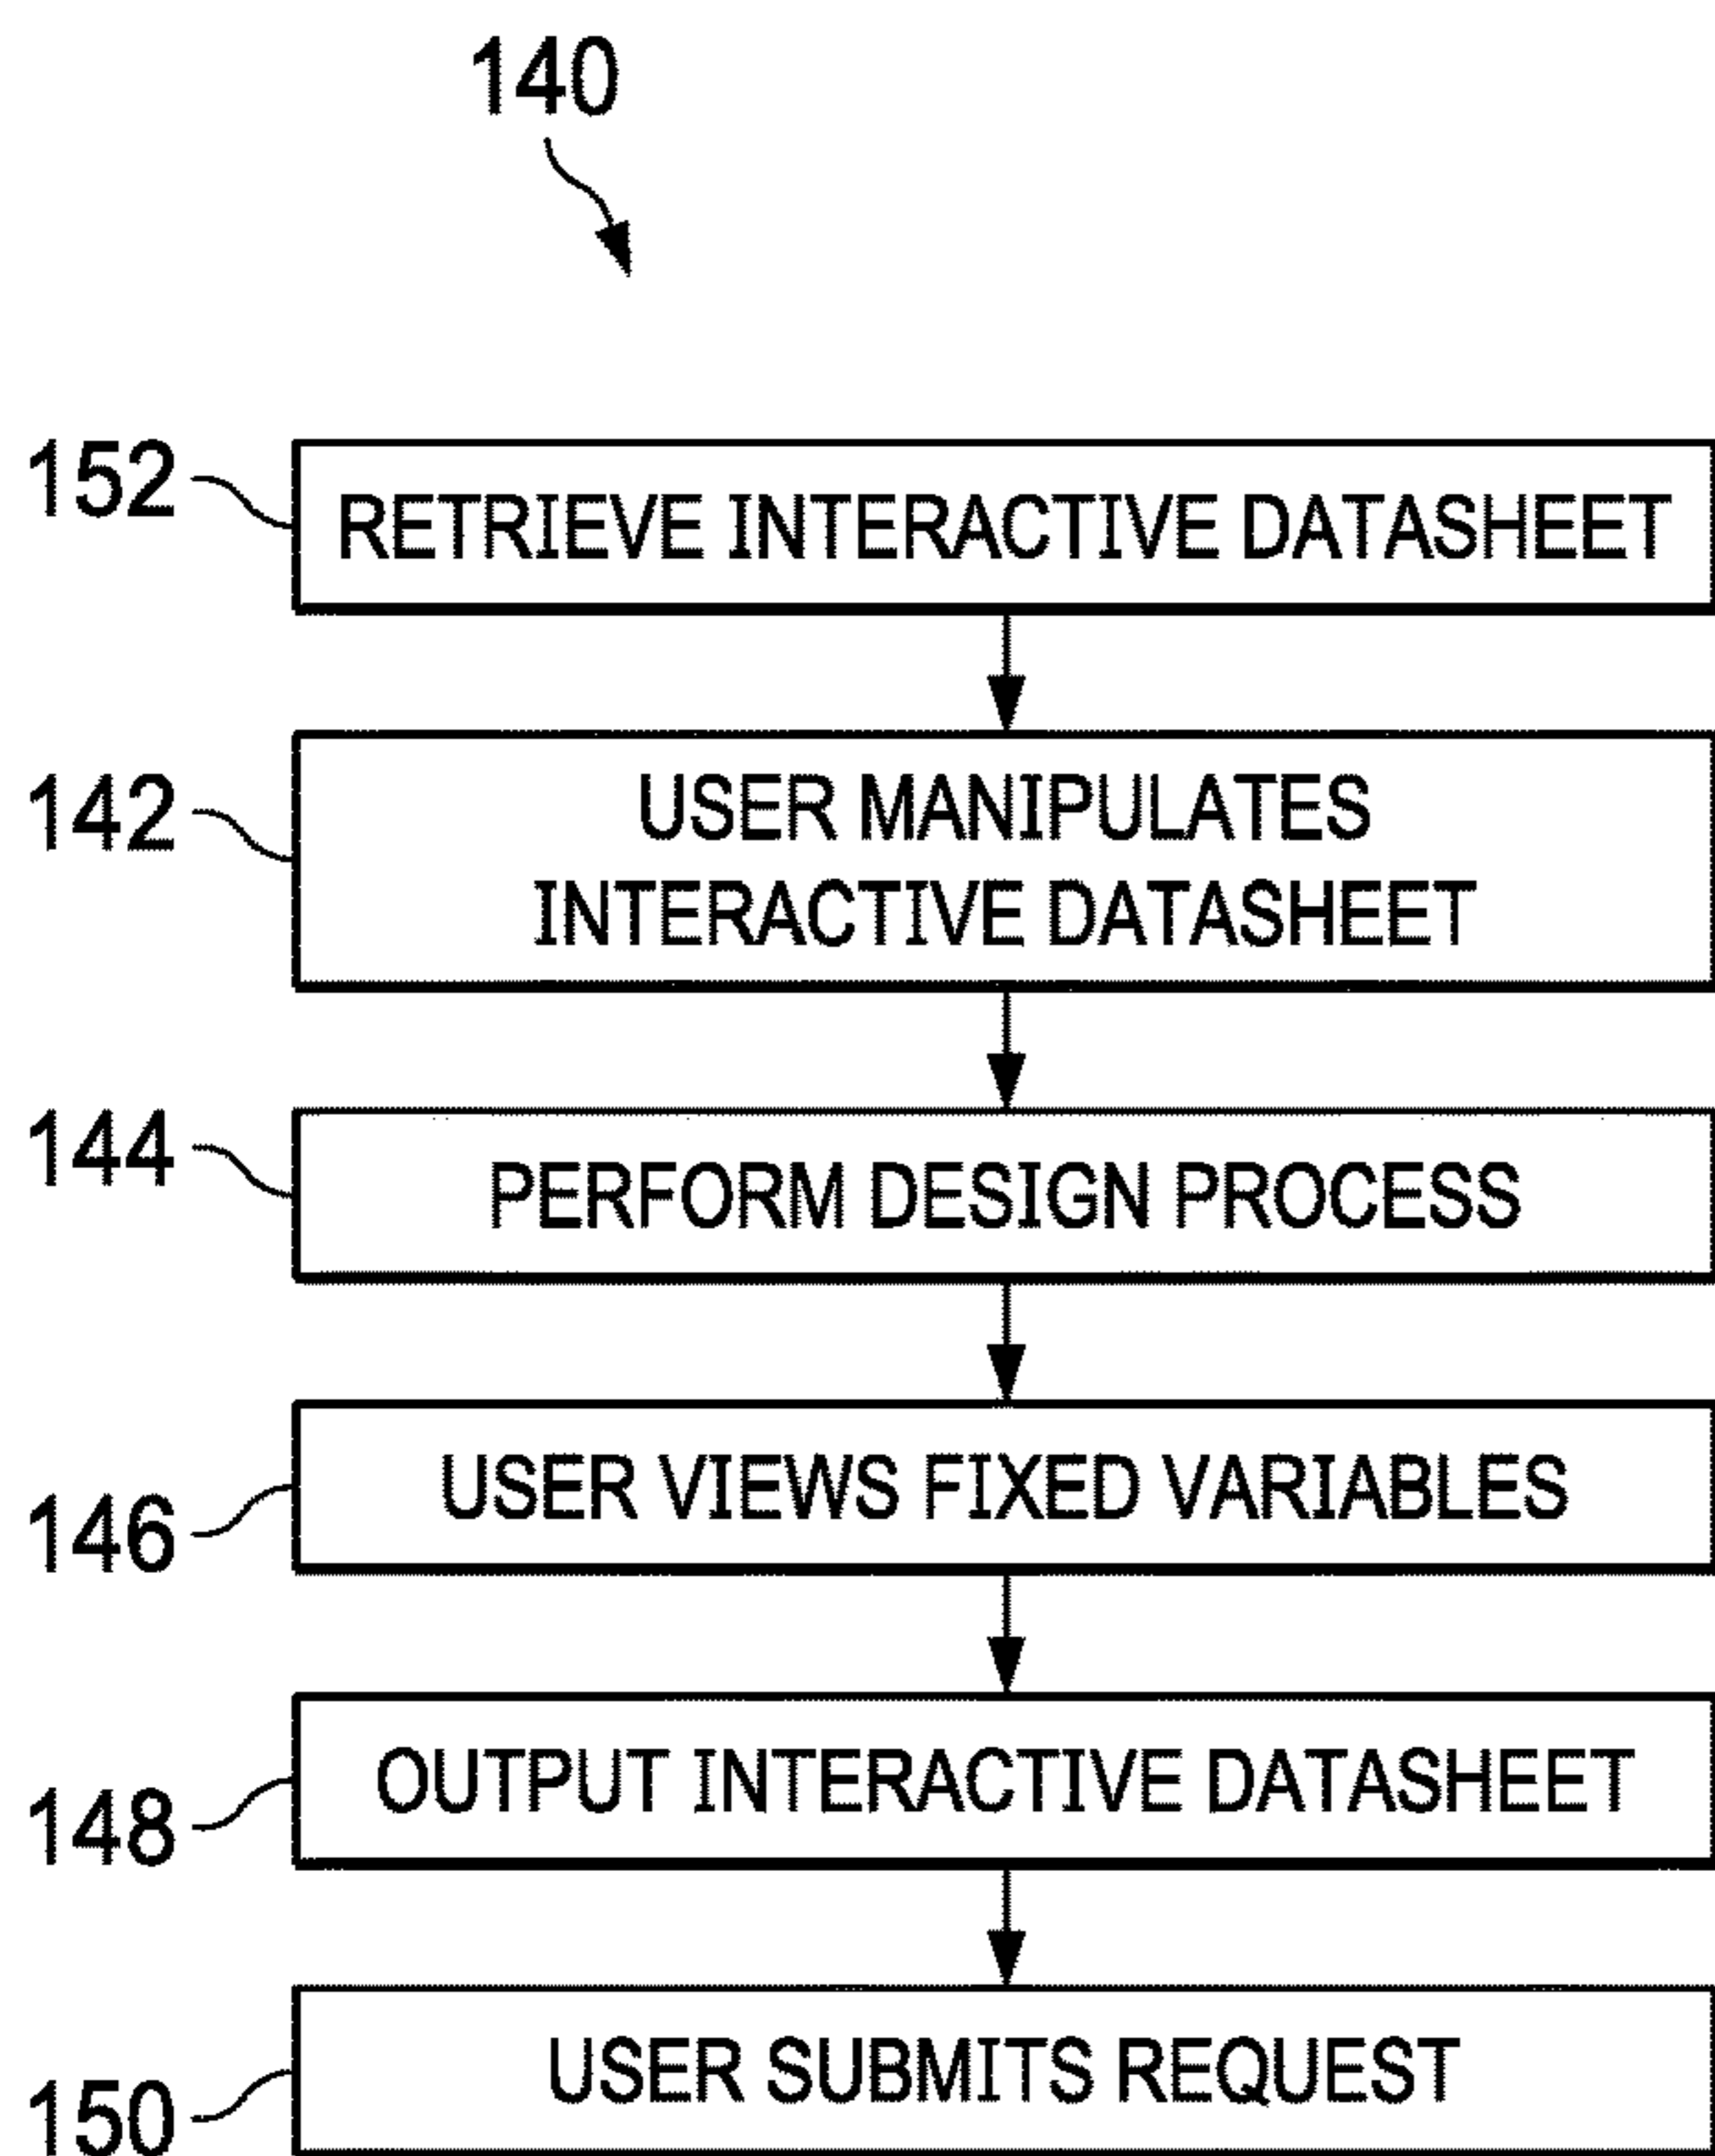 140
152 RETRIEVE INTERACTIVE DATASHEET
142 USER MANIPULATES
INTERACTIVE DATASHEET
144 PERFORM DESIGN PROCESS
146 USER VIEWS FIXED VARIABLES
148 OUTPUT INTERACTIVE DATASHEET
150 USER SUBMITS REQUEST